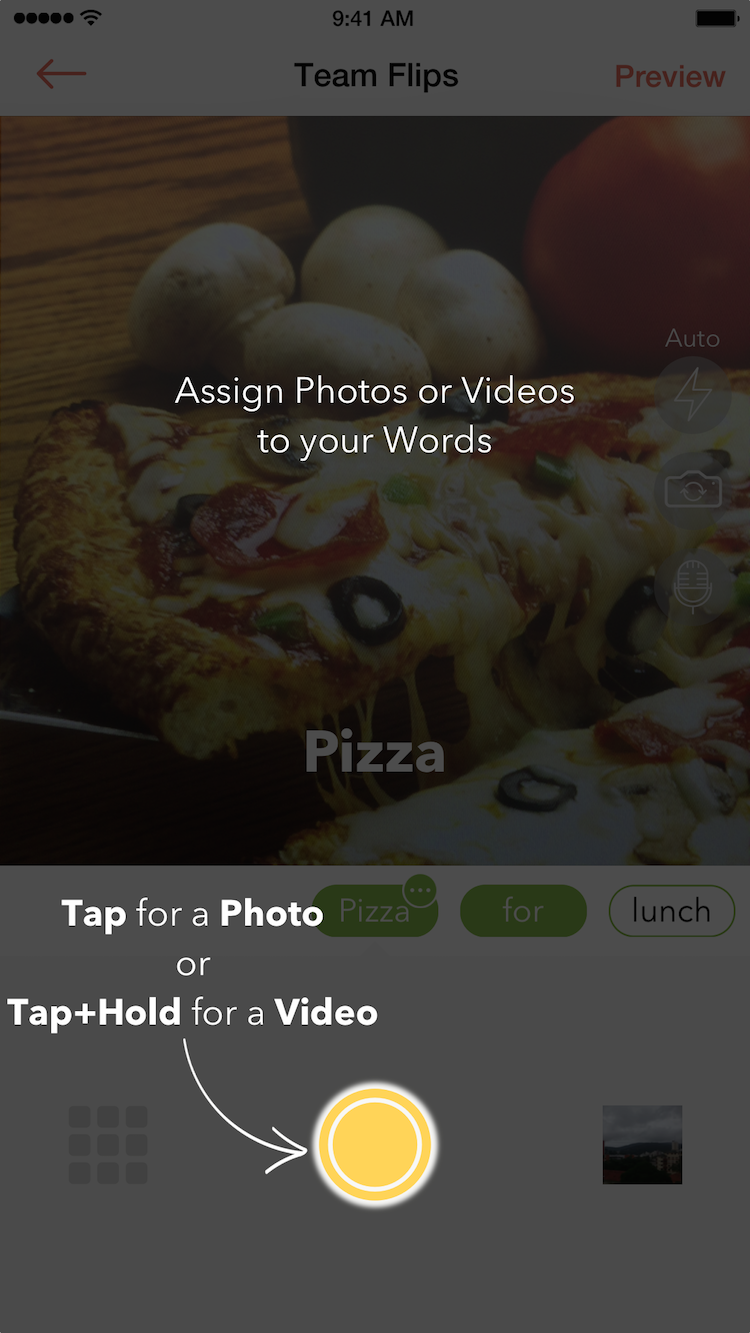 9:41 AM
Team Flips
Preview
Auto
Assign Photos or Videos
to your Words
Pizza
Tap for a Photo
Pizza
for
lunch
or
Tap+Hold for a Video